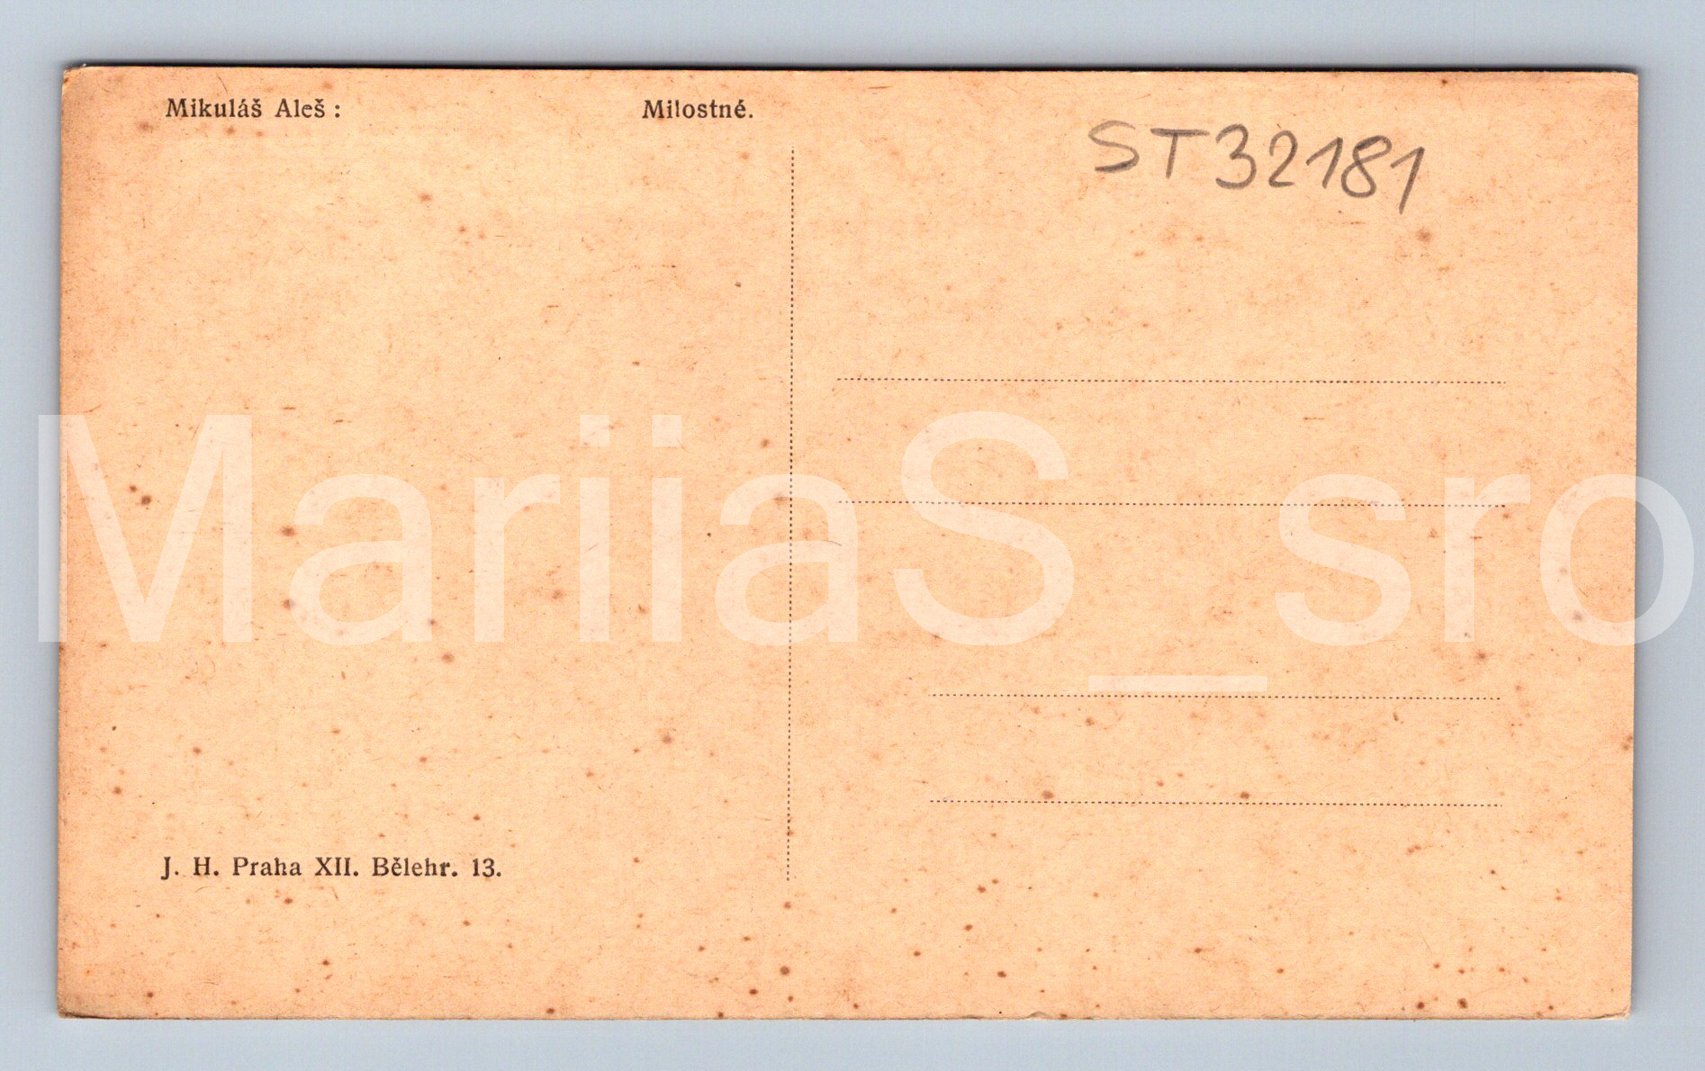 Mikuláš Aleš : Milostné.
ST32181
MariiaS_sro
J. H. Praha XII. Bělehr. 13.